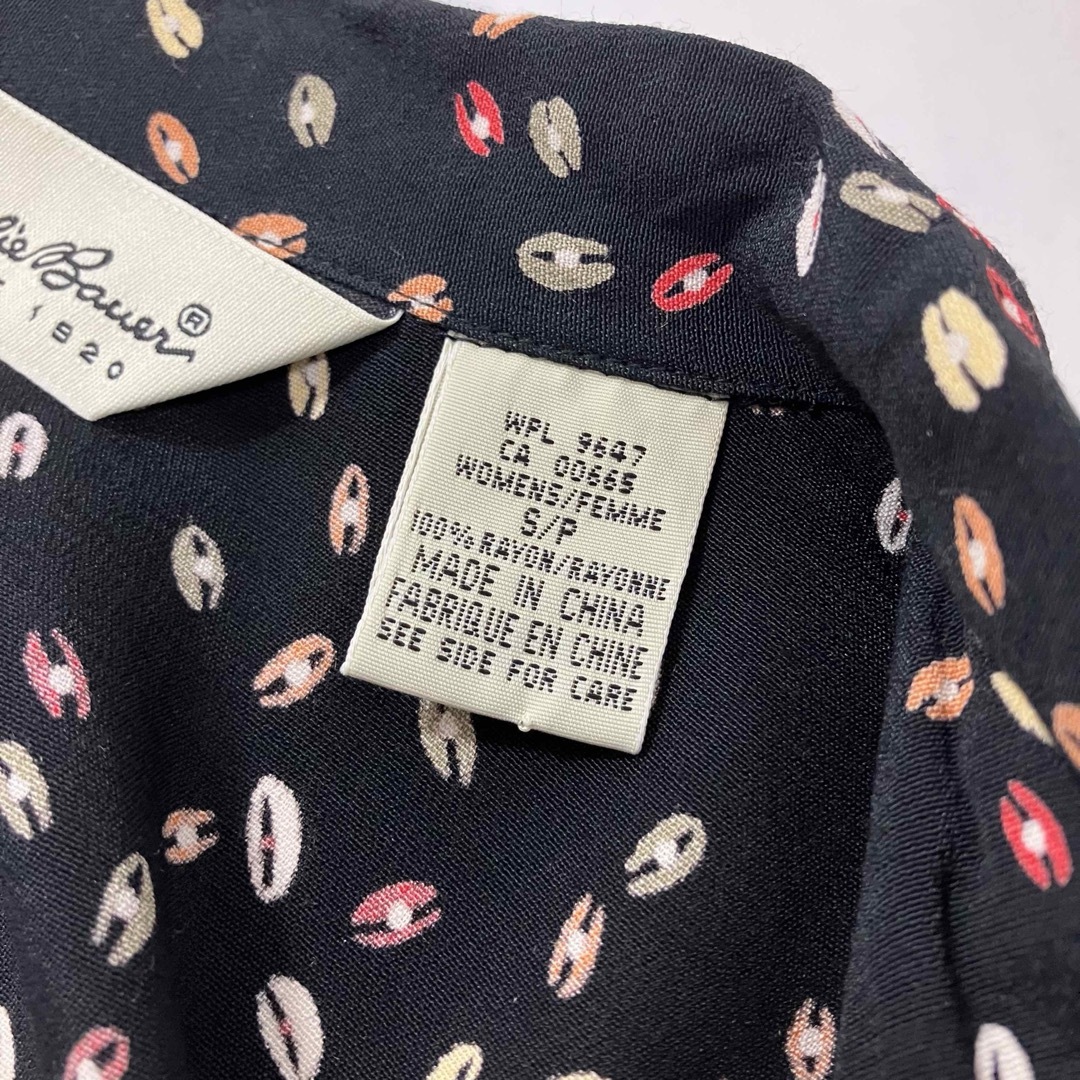 Bauer®
1920
WPL 9647
CA 00665
WOMENS/FEMME
S/P
100% RAYON/RAYONNE
MADE IN CHINA
FABRIQUE EN CHINE
SEE SIDE FOR CARE